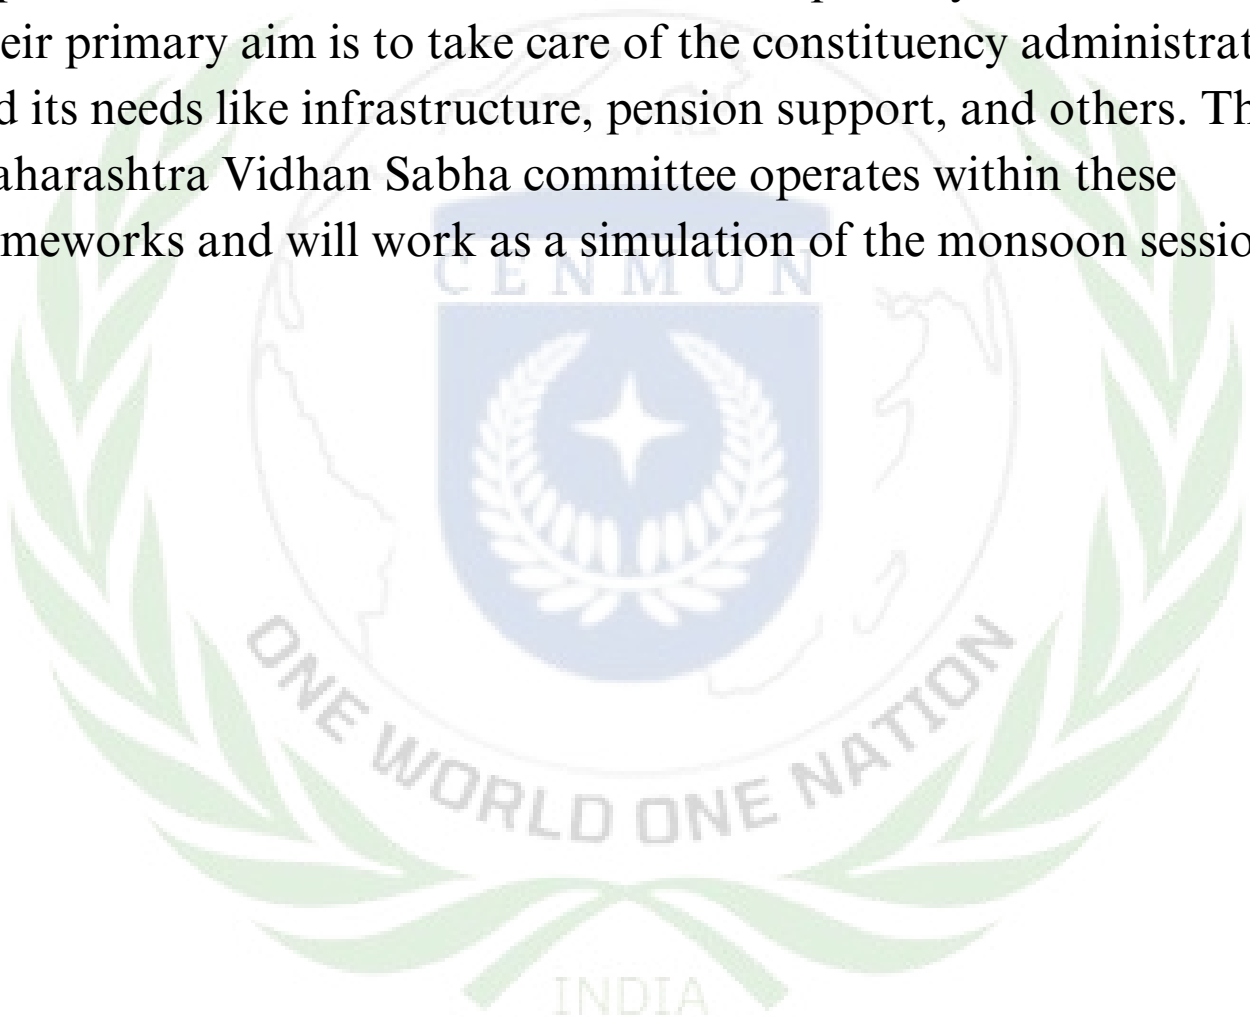 eir primary aim is to take care of the constituency administrat
d its needs like infrastructure, pension support, and others. Th
aharashtra Vidhan Sabha committee operates within these
meworks and will work as a simulation of the monsoon sessio
CENMUN
ONE WORLD ONE NATION
INDIA